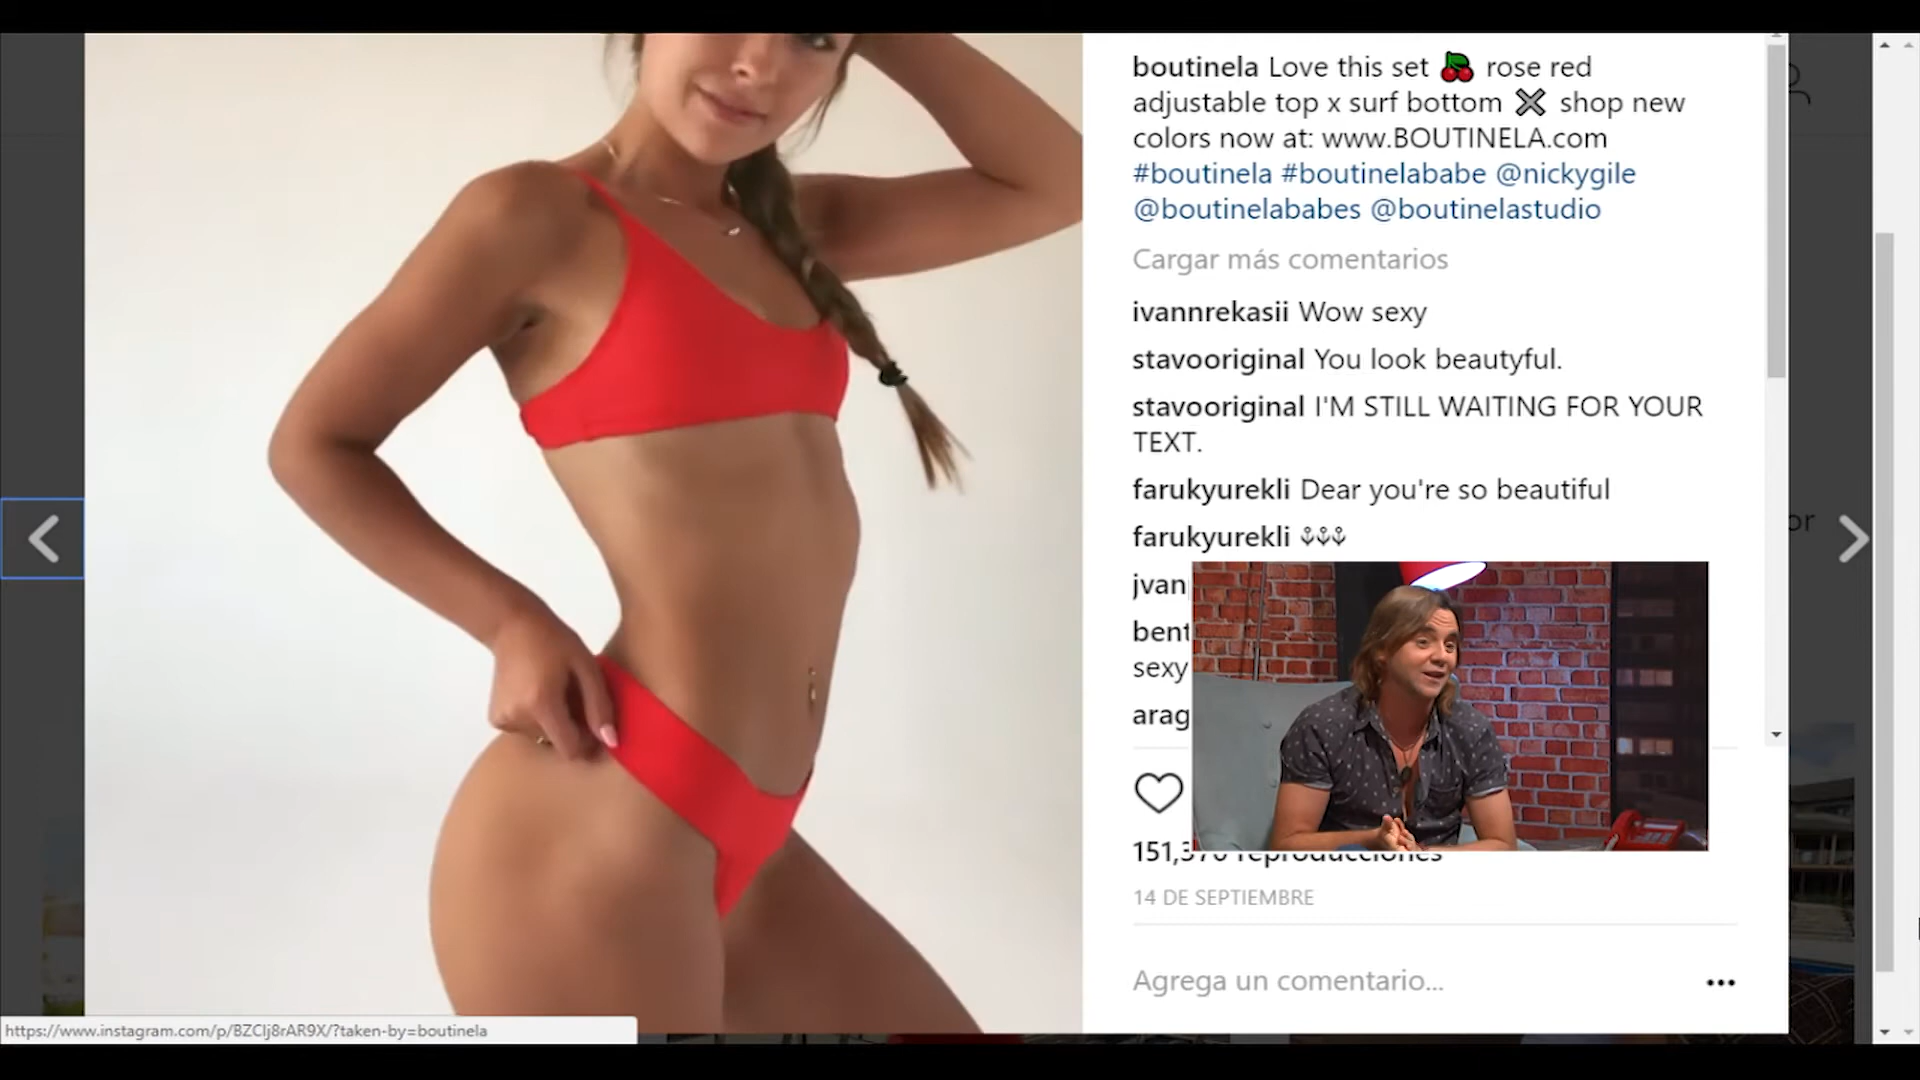 boutinela Love this set 🍒 rose red
adjustable top x surf bottom ✖ shop new
colors now at: www.BOUTINELA.com
#boutinela #boutinelababe @nickygile
@boutinelababes @boutinelastudio
Cargar más comentarios
ivannrekasii Wow sexy
stavooriginal You look beautyful.
stavooriginal I'M STILL WAITING FOR YOUR
TEXT.
farukyurekli Dear you're so beautiful
farukyurekli ⚓⚓⚓
jvan
bent
sexy
arag
or
reproducciones
14 DE SEPTIEMBRE
Agrega un comentario...
https://www.instagram.com/p/BZClj8rAR9X/?taken-by=boutinela